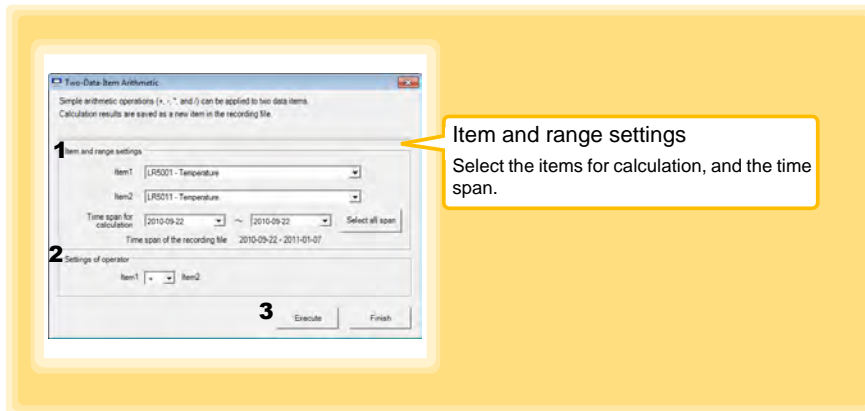 Two-Data-Item Arithmetic
Simple arithmetic operations (+, -, *, and /) can be applied to two data items.
Calculation results are saved as a new item in the recording file.
1
Item and range settings
Item1 LR5001 - Temperature
Item2 LR5011 - Temperature
Time span for calculation 2010-09-22 ~ 2010-09-22 Select all span
Time span of the recording file 2010-09-22 - 2011-01-07
2
Settings of operator
Item1 Item2
3
Execute Finish
Item and range settings
Select the items for calculation, and the time
span.